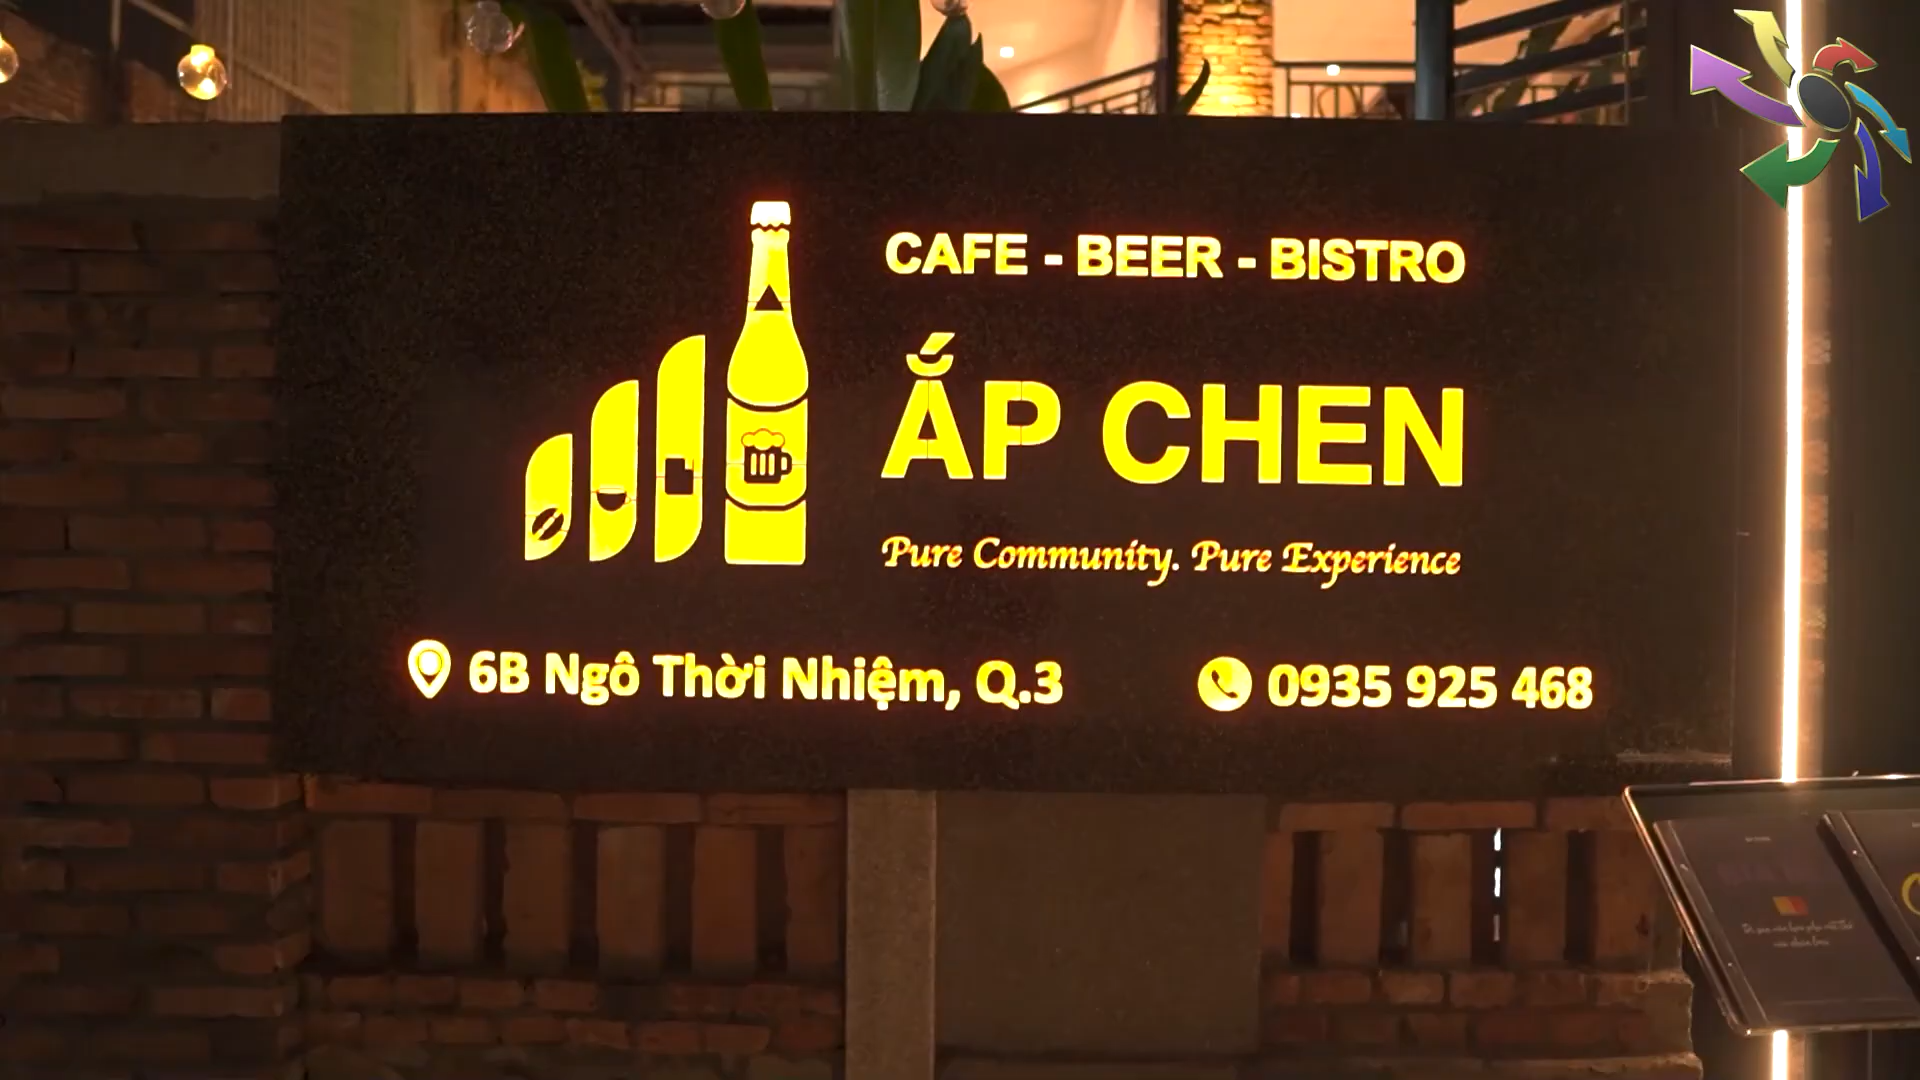 CAFE - BEER - BISTRO
ẮP CHEN
Pure Community. Pure Experience
6B Ngô Thời Nhiệm, Q.3
0935 925 468